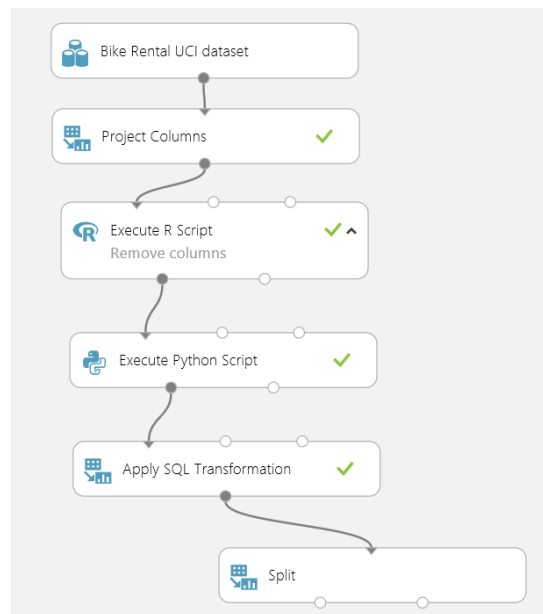 Bike Rental UCI dataset
Project Columns
Execute R Script
Remove columns
Execute Python Script
Apply SQL Transformation
Split